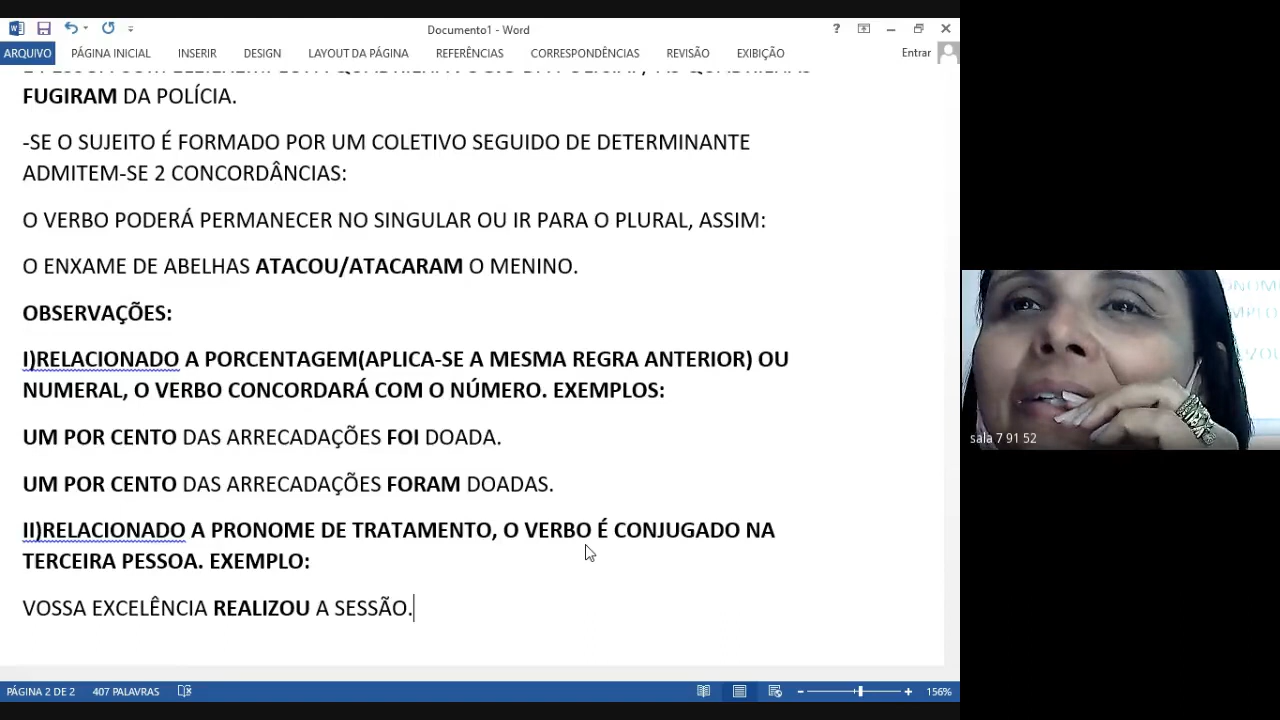 Documento1 - Word
?
ARQUIVO PÁGINA INICIAL INSERIR DESIGN LAYOUT DA PÁGINA REFERÊNCIAS CORRESPONDÊNCIAS REVISÃO EXIBIÇÃO Entrar
FUGIRAM DA POLÍCIA.
-SE O SUJEITO É FORMADO POR UM COLETIVO SEGUIDO DE DETERMINANTE
ADMITEM-SE 2 CONCORDÂNCIAS:
O VERBO PODERÁ PERMANECER NO SINGULAR OU IR PARA O PLURAL, ASSIM:
O ENXAME DE ABELHAS ATACOU/ATACARAM O MENINO.
OBSERVAÇÕES:
I)RELACIONADO A PORCENTAGEM(APLICA-SE A MESMA REGRA ANTERIOR) OU
NUMERAL, O VERBO CONCORDARÁ COM O NÚMERO. EXEMPLOS:
UM POR CENTO DAS ARRECADAÇÕES FOI DOADA.
UM POR CENTO DAS ARRECADAÇÕES FORAM DOADAS.
II)RELACIONADO A PRONOME DE TRATAMENTO, O VERBO É CONJUGADO NA
TERCEIRA PESSOA. EXEMPLO:
VOSSA EXCELÊNCIA REALIZOU A SESSÃO.
sala 7 91 52
PÁGINA 2 DE 2 407 PALAVRAS 156%